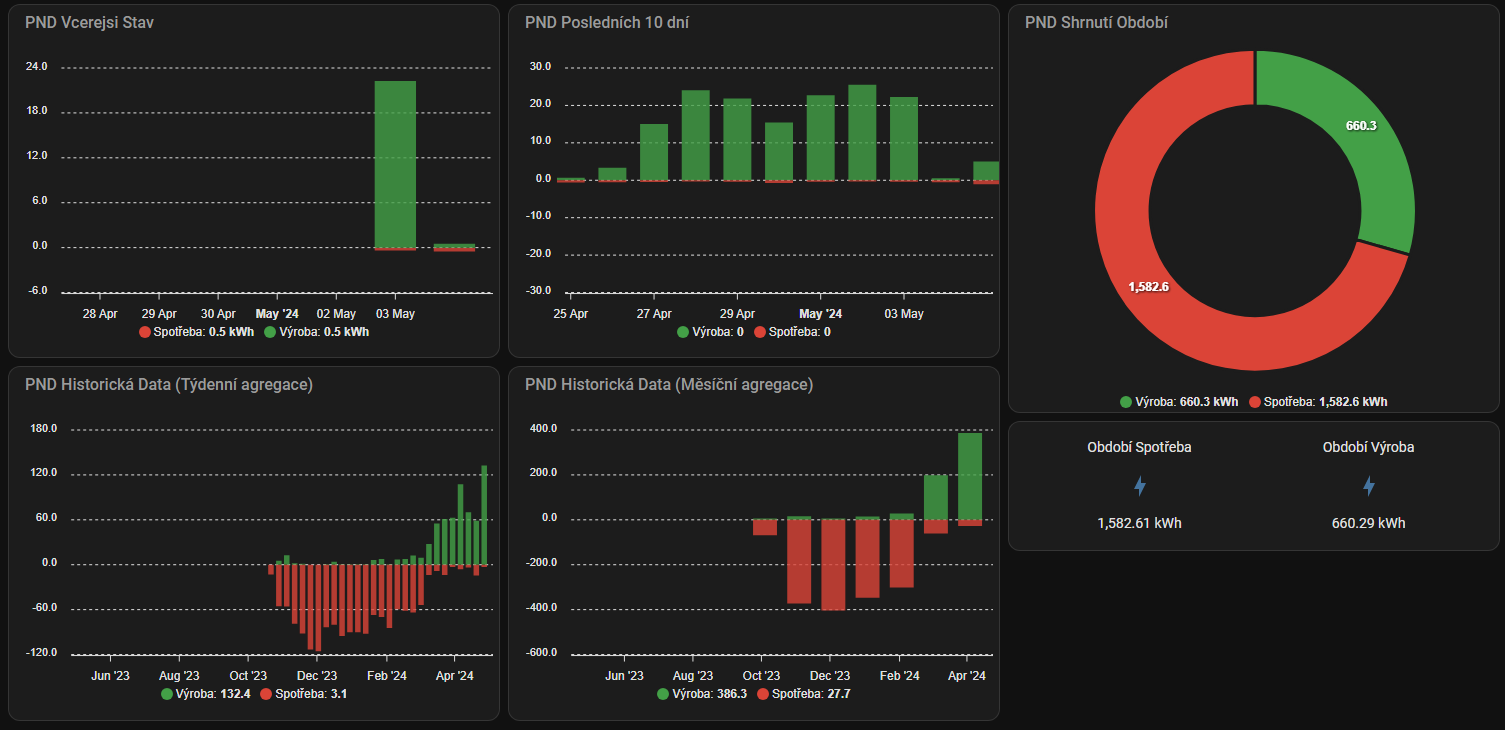 PND Vcerejsi Stav
24.0
18.0
12.0
6.0
0.0
-6.0
28 Apr 29 Apr 30 Apr May '24 02 May 03 May
Spotřeba: 0.5 kWh Výroba: 0.5 kWh
PND Posledních 10 dní
30.0
20.0
10.0
0.0
-10.0
-20.0
-30.0
25 Apr 27 Apr 29 Apr May '24 03 May
Výroba: 0 Spotřeba: 0
PND Shrnutí Období
660.3
1,582.6
Výroba: 660.3 kWh Spotřeba: 1,582.6 kWh
PND Historická Data (Týdenní agregace)
180.0
120.0
60.0
0.0
-60.0
-120.0
Jun '23 Aug '23 Oct '23 Dec '23 Feb '24 Apr '24
Výroba: 132.4 Spotřeba: 3.1
PND Historická Data (Měsíční agregace)
400.0
200.0
0.0
-200.0
-400.0
-600.0
Jun '23 Aug '23 Oct '23 Dec '23 Feb '24 Apr '24
Výroba: 386.3 Spotřeba: 27.7
Období Spotřeba Období Výroba
1,582.61 kWh 660.29 kWh